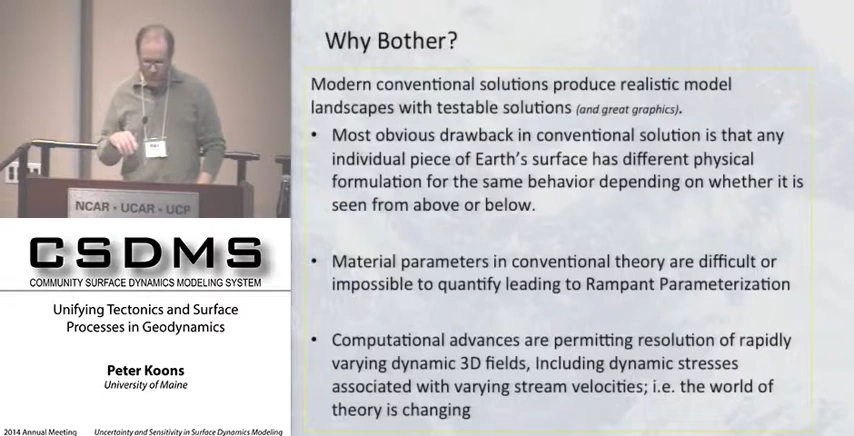 Why Bother?
Modern conventional solutions produce realistic model
landscapes with testable solutions (and great graphics).
• Most obvious drawback in conventional solution is that any
individual piece of Earth's surface has different physical
formulation for the same behavior depending on whether it is
seen from above or below.
• Material parameters in conventional theory are difficult or
impossible to quantify leading to Rampant Parameterization
• Computational advances are permitting resolution of rapidly
varying dynamic 3D fields, Including dynamic stresses
associated with varying stream velocities; i.e. the world of
theory is changing
NCAR • UCAR • UCP
CSDMS
COMMUNITY SURFACE DYNAMICS MODELING SYSTEM
Unifying Tectonics and Surface
Processes in Geodynamics
Peter Koons
University of Maine
2014 Annual Meeting
Uncertainty and Sensitivity in Surface Dynamics Modeling